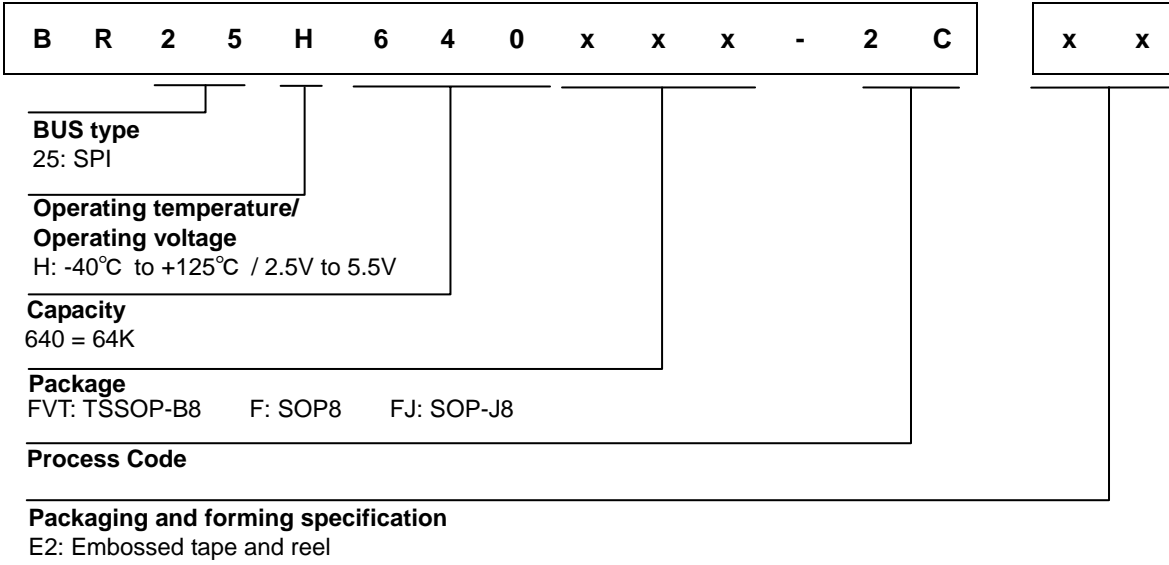 B R 2 5 H 6 4 0 x x x - 2 C x x
BUS type
25: SPI
Operating temperature/
Operating voltage
H: -40℃ to +125℃ / 2.5V to 5.5V
Capacity
640 = 64K
Package
FVT: TSSOP-B8 F: SOP8 FJ: SOP-J8
Process Code
Packaging and forming specification
E2: Embossed tape and reel